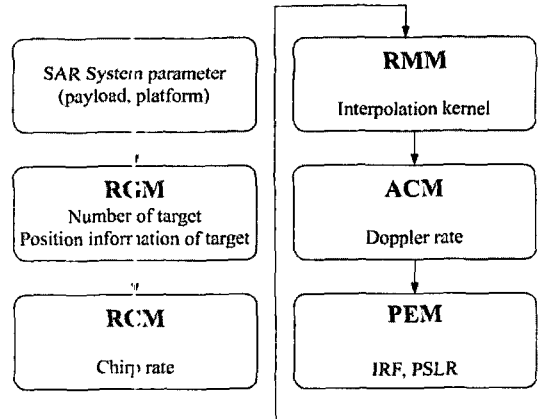 SAR System parameter
(payload, platform)
RGM
Number of target
Position information of target
RCM
Chirp rate
RMM
Interpolation kernel
ACM
Doppler rate
PEM
IRF, PSLR